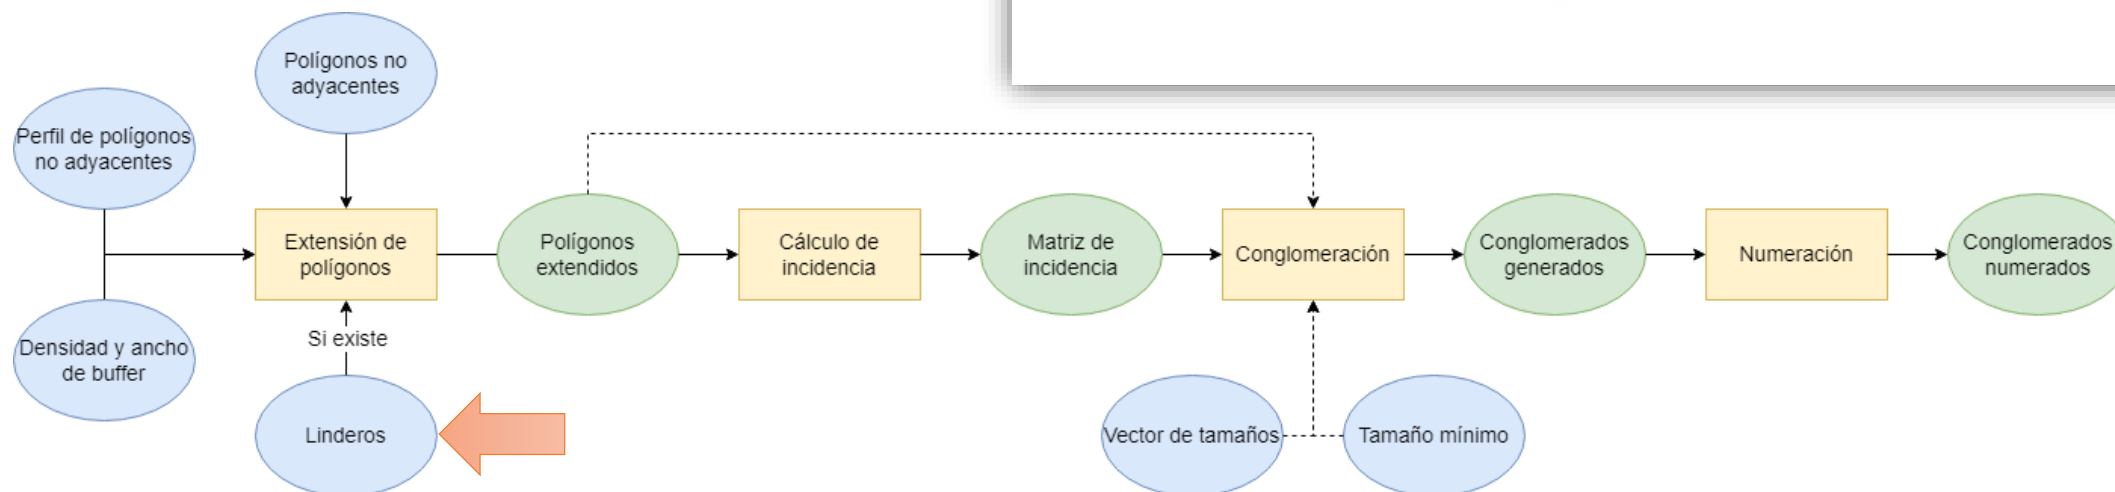 Polígonos no
adyacentes
Perfil de polígonos
no adyacentes
Extensión de
polígonos
Polígonos
extendidos
Cálculo de
incidencia
Matriz de
incidencia
Conglomeración
Conglomerados
generados
Numeración
Conglomerados
numerados
Si existe
Densidad y ancho
de buffer
Linderos
Vector de tamaños
Tamaño mínimo